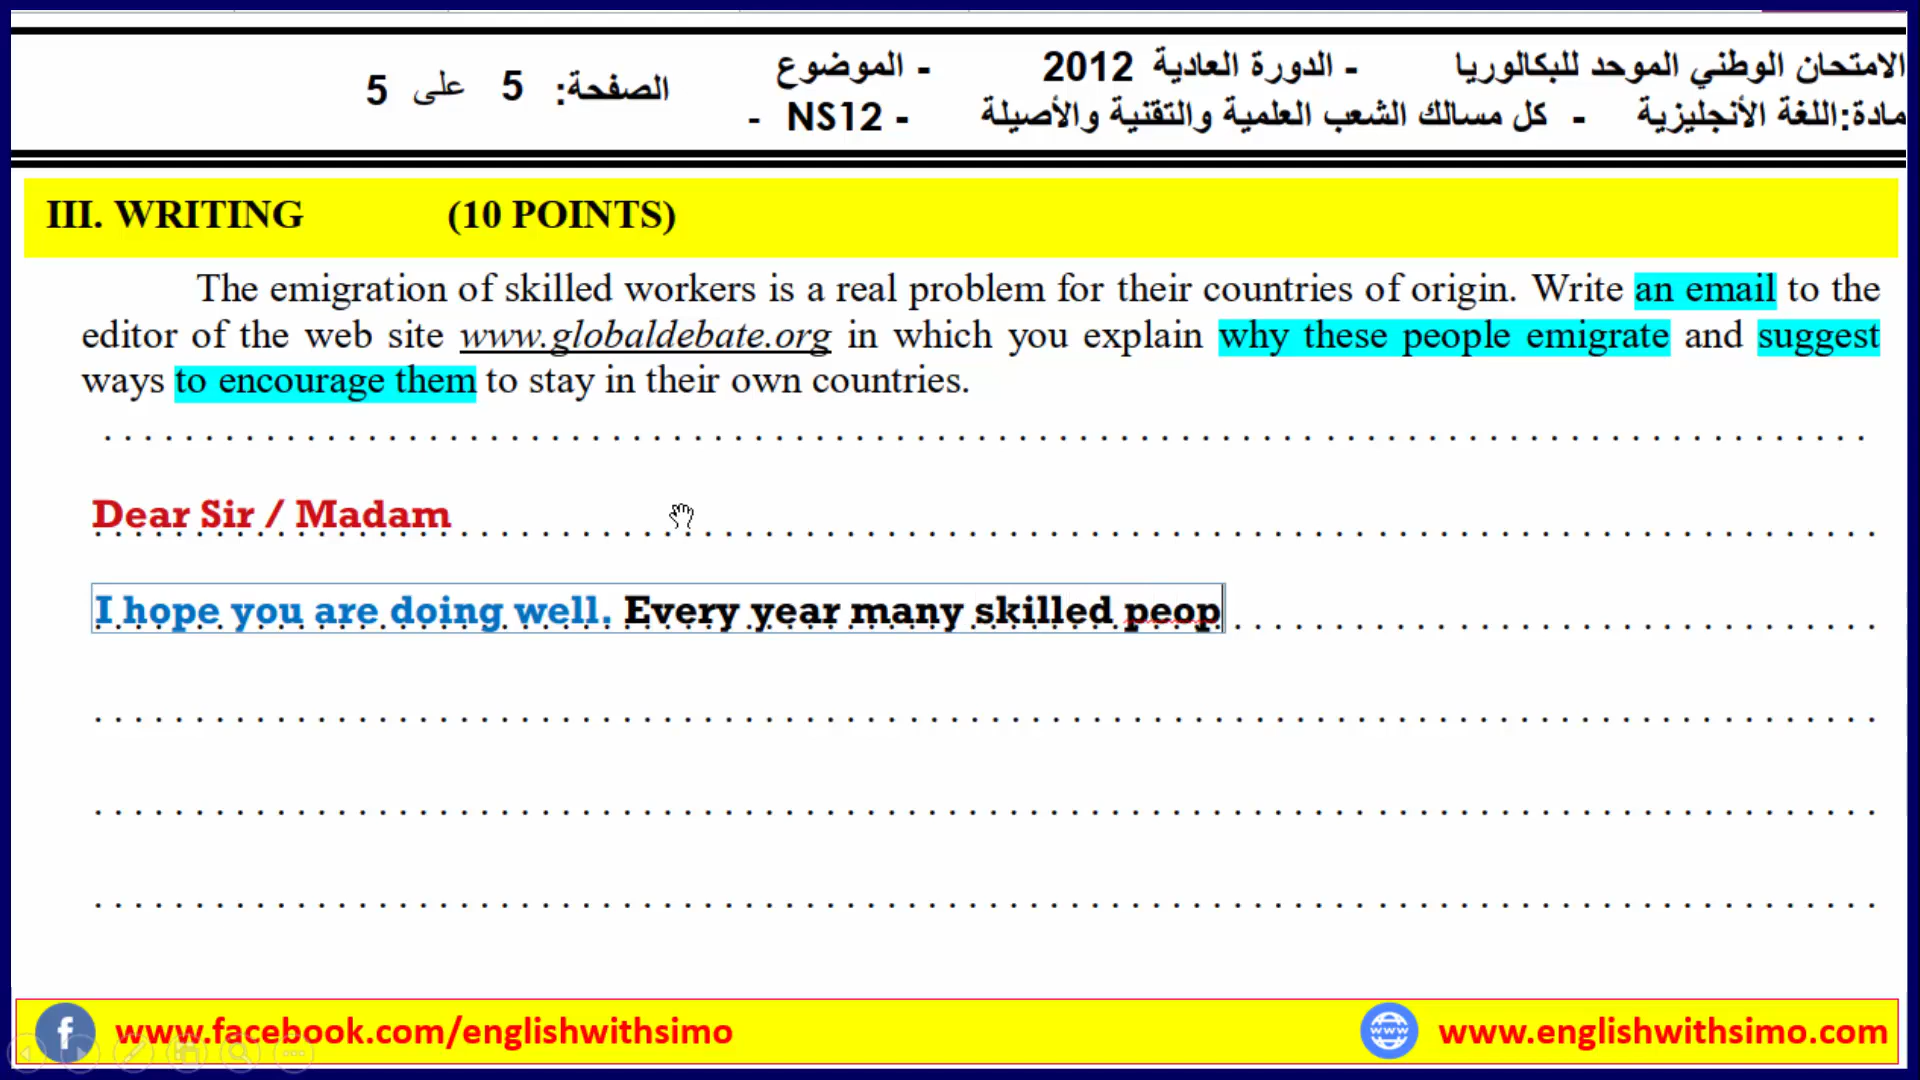 الامتحان الوطني الموحد للبكالوريا - الدورة العادية 2012 - الموضوع
مادة:اللغة الأنجليزية - كل مسالك الشعب العلمية والتقنية والأصيلة - NS12 -
الصفحة: 5 على 5
III. WRITING (10 POINTS)
The emigration of skilled workers is a real problem for their countries of origin. Write an email to the
editor of the web site www.globaldebate.org in which you explain why these people emigrate and suggest
ways to encourage them to stay in their own countries.
Dear Sir / Madam
I hope you are doing well. Every year many skilled peop
www.facebook.com/englishwithsimo
www.englishwithsimo.com